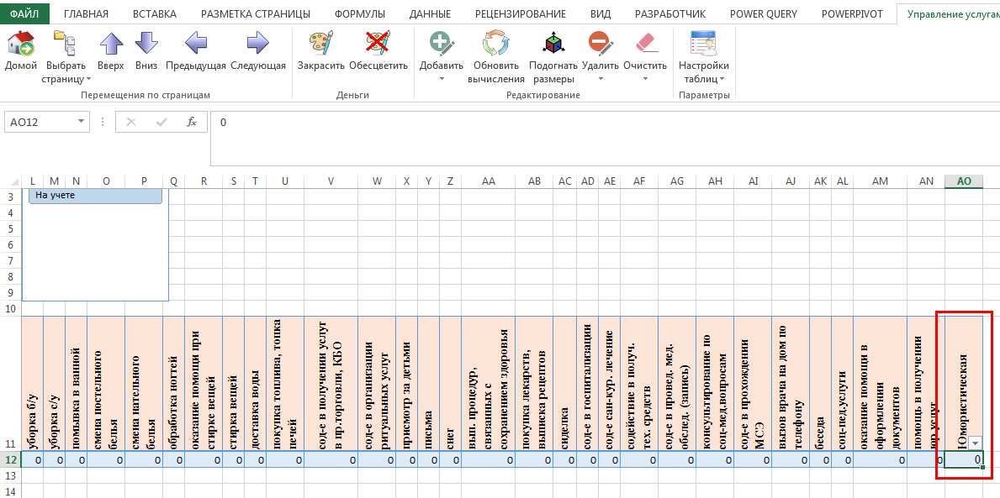 ФАЙЛ ГЛАВНАЯ ВСТАВКА РАЗМЕТКА СТРАНИЦЫ ФОРМУЛЫ ДАННЫЕ РЕЦЕНЗИРОВАНИЕ ВИД РАЗРАБОТЧИК POWER QUERY POWERPIVOT Управление услугам
Домой Выбрать Вверх Вниз Предыдущая Следующая Закрасить Обесцветить Добавить Обновить Подогнать Удалить Очистить Настройки
страницу вычисления размеры таблиц
Перемещения по страницам Деньги Редактирование Параметры
AO12 fx 0
L M N O P Q R S T U V W X Y Z AA AB AC AD AE AF AG AH AI AJ AK AL AM AN AO
3 На учете
4
5
6
7
8
9
10
11
уборка б/у
уборка с/у
помывка в ванной
смена постельного
белья
смена нательного
белья
обработка ногтей
оказание помощи при
стирке вещей
стирка вещей
доставка воды
покупка топлива, топка
печей
сод-е в получении услуг
в пр.торговли, КБО
сод-е в организации
ритуальных услуг
присмотр за детьми
письма
снег
вып. процедур,
связанных с
сохранением здоровья
покупка лекарств,
выписка рецептов
сиделка
сод-е в госпитализации
сод-е сан-кур. лечение
содействие в получ.
тех. средств
сод-е в провед. мед.
обслед. (запись)
консультирование по
соц-мед.вопросам
сод-е в прохождении
МСЭ
вызов врача на дом по
телефону
беседа
соц-пед.услуги
оказание помощи в
оформлении
документов
помощь в получении
юр.услуг
Юмористическая
12 0 0 0 0 0 0 0 0 0 0 0 0 0 0 0 0 0 0 0 0 0 0 0 0 0 0 0 0 0 0
13
14